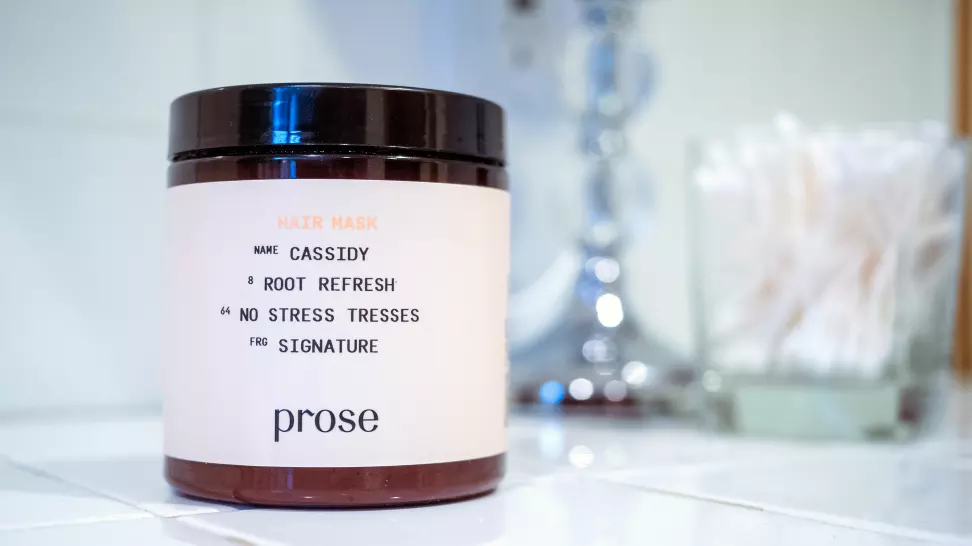 HAIR MASK
NAME CASSIDY
8 ROOT REFRESH
64 NO STRESS TRESSES
FRG SIGNATURE
prose